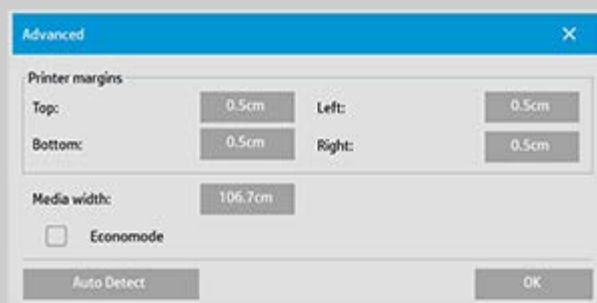 Advanced
Printer margins
Top: 0.5cm Left: 0.5cm
Bottom: 0.5cm Right: 0.5cm
Media width: 106.7cm
Economode
Auto Detect OK